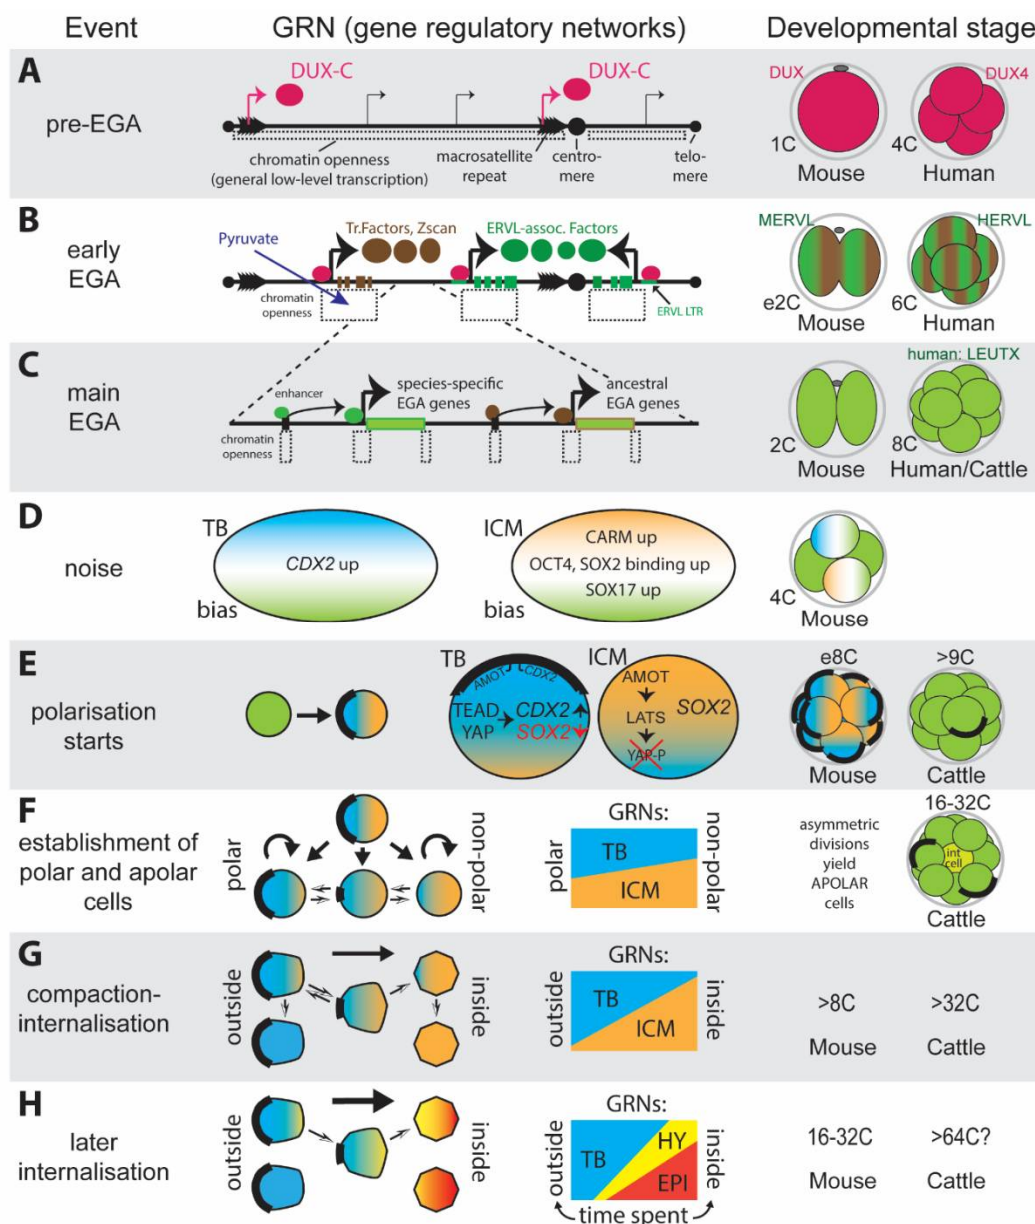 Event
GRN (gene regulatory networks)
Developmental stage
A
pre-EGA
DUX-C
DUX-C
chromatin openness
(general low-level transcription)
macrosatellite
repeat
centro-
mere
telo-
mere
DUX
1C
Mouse
DUX4
4C
Human
B
early
EGA
Pyruvate
Tr.Factors, Zscan
ERVL-assoc. Factors
chromatin
openness
ERVL LTR
MERVL
e2C
Mouse
HERVL
6C
Human
C
main
EGA
enhancer
species-specific
EGA genes
ancestral
EGA genes
chromatin
openness
human: LEUTX
2C
Mouse
8C
Human/Cattle
D
noise
TB
CDX2 up
bias
ICM
CARM up
OCT4, SOX2 binding up
SOX17 up
bias
4C
Mouse
E
polarisation
starts
TB
AMOT
CDX2
TEAD
YAP
CDX2
SOX2
ICM
AMOT
LATS
YAP-P
SOX2
e8C
Mouse
>9C
Cattle
F
establishment of
polar and apolar
cells
polar
non-polar
GRNs:
polar
TB
ICM
non-polar
asymmetric
divisions
yield
APOLAR
cells
16-32C
int
cell
Cattle
G
compaction-
internalisation
outside
inside
GRNs:
outside
TB
ICM
inside
>8C
Mouse
>32C
Cattle
H
later
internalisation
outside
inside
GRNs:
outside
TB
HY
EPI
inside
time spent
16-32C
Mouse
>64C?
Cattle